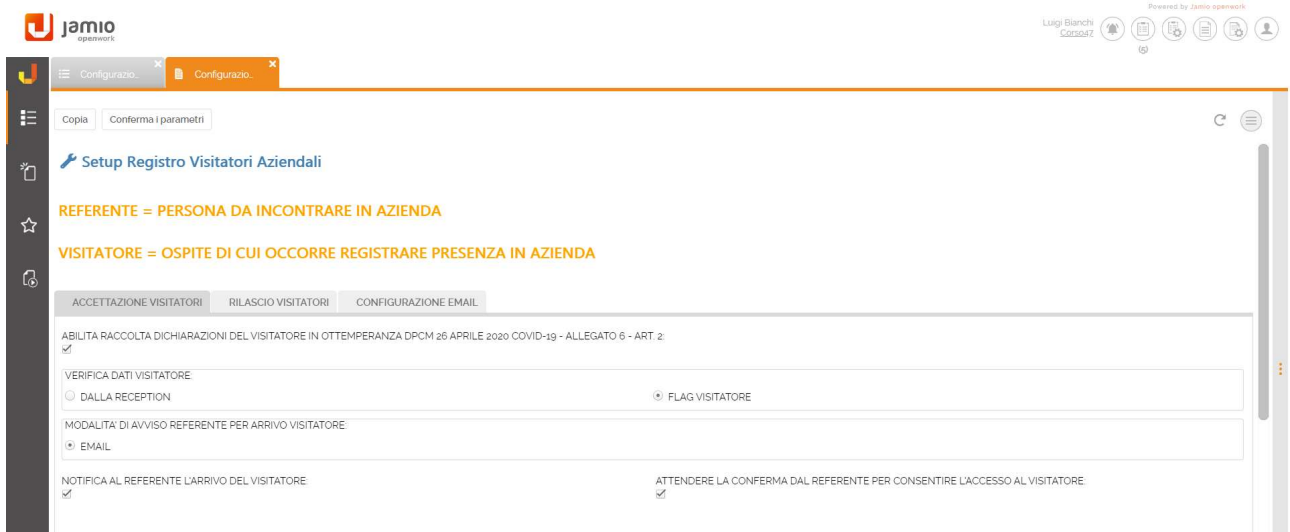 Powered by Jamio openwork
Jamio
openwork
Luigi Bianchi
Corso47
(5)
Configurazio..
Configurazio..
Copia
Conferma i parametri
Setup Registro Visitatori Aziendali
REFERENTE = PERSONA DA INCONTRARE IN AZIENDA
VISITATORE = OSPITE DI CUI OCCORRE REGISTRARE PRESENZA IN AZIENDA
ACCETTAZIONE VISITATORI
RILASCIO VISITATORI
CONFIGURAZIONE EMAIL
ABILITA RACCOLTA DICHIARAZIONI DEL VISITATORE IN OTTEMPERANZA DPCM 26 APRILE 2020 COVID-19 - ALLEGATO 6 - ART. 2:
VERIFICA DATI VISITATORE:
DALLA RECEPTION
FLAG VISITATORE
MODALITA' DI AVVISO REFERENTE PER ARRIVO VISITATORE:
EMAIL
NOTIFICA AL REFERENTE L'ARRIVO DEL VISITATORE:
ATTENDERE LA CONFERMA DAL REFERENTE PER CONSENTIRE L'ACCESSO AL VISITATORE: